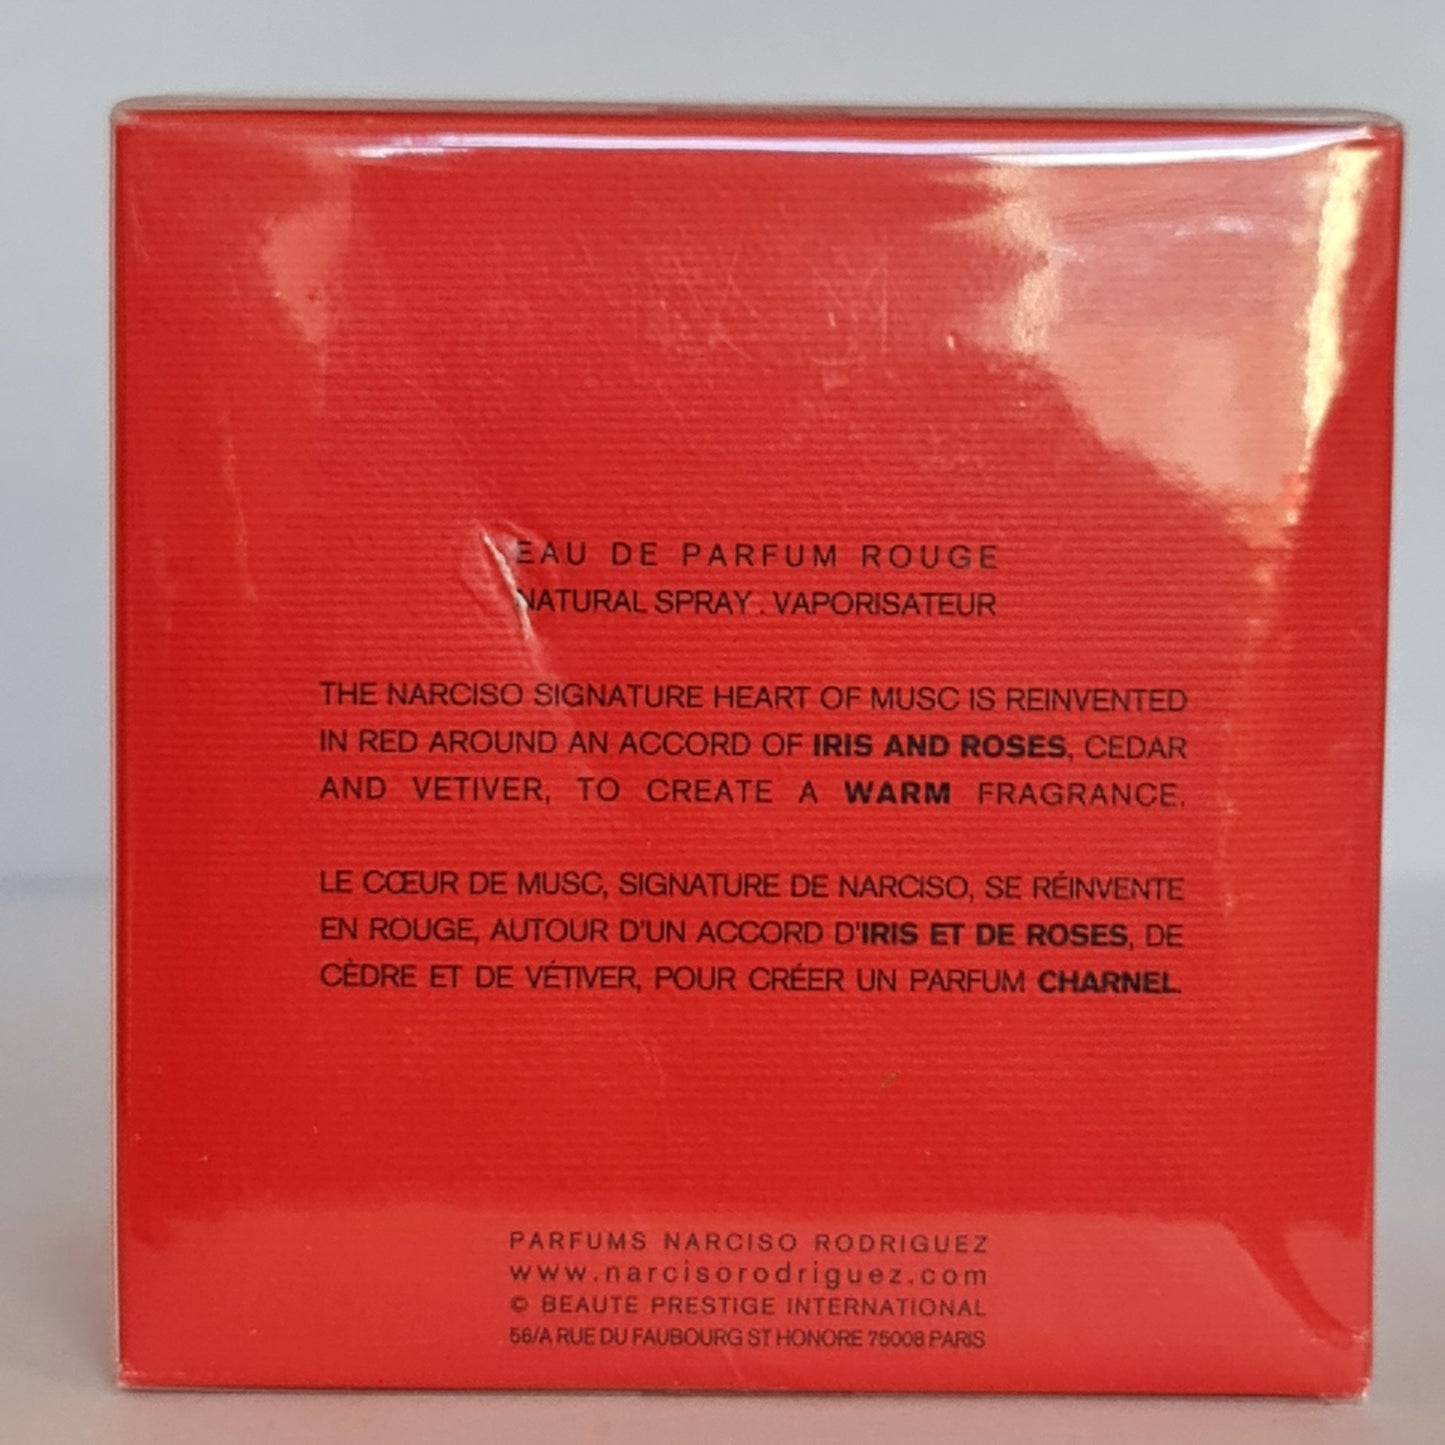 EAU DE PARFUM ROUGE
NATURAL SPRAY . VAPORISATEUR
THE NARCISO SIGNATURE HEART OF MUSC IS REINVENTED
IN RED AROUND AN ACCORD OF IRIS AND ROSES, CEDAR
AND VETIVER, TO CREATE A WARM FRAGRANCE.
LE CŒUR DE MUSC, SIGNATURE DE NARCISO, SE RÉINVENTE
EN ROUGE, AUTOUR D'UN ACCORD D'IRIS ET DE ROSES, DE
CÈDRE ET DE VÉTIVER, POUR CRÉER UN PARFUM CHARNEL.
PARFUMS NARCISO RODRIGUEZ
www.narcisorodriguez.com
© BEAUTE PRESTIGE INTERNATIONAL
56/A RUE DU FAUBOURG ST HONORE 75008 PARIS